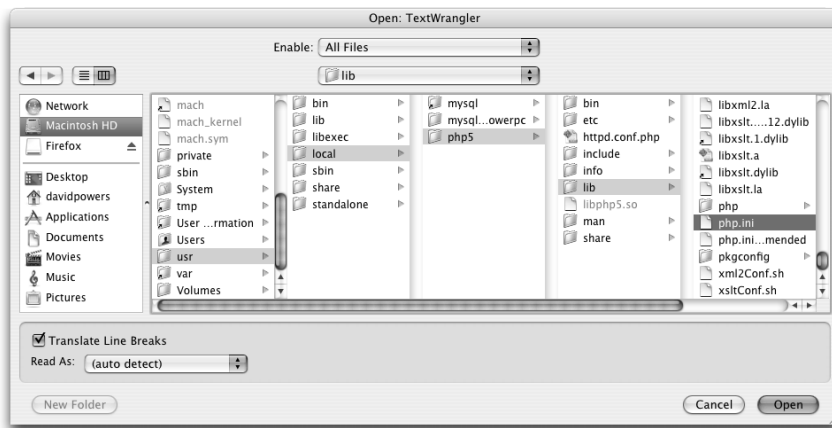 Open: TextWrangler
Enable: All Files
lib
Network
Macintosh HD
Firefox
Desktop
davidpowers
Applications
Documents
Movies
Music
Pictures
mach
mach_kernel
mach.sym
private
sbin
System
tmp
User ...rmation
Users
usr
var
Volumes
bin
lib
libexec
local
sbin
share
standalone
mysql
mysql...owerpc
php5
bin
etc
httpd.conf.php
include
info
lib
libphp5.so
man
share
libxml2.la
libxslt.....12.dylib
libxslt.1.dylib
libxslt.a
libxslt.dylib
libxslt.la
php
php.ini
php.ini...mended
pkgconfig
xml2Conf.sh
xsltConf.sh
Translate Line Breaks
Read As: (auto detect)
New Folder
Cancel
Open